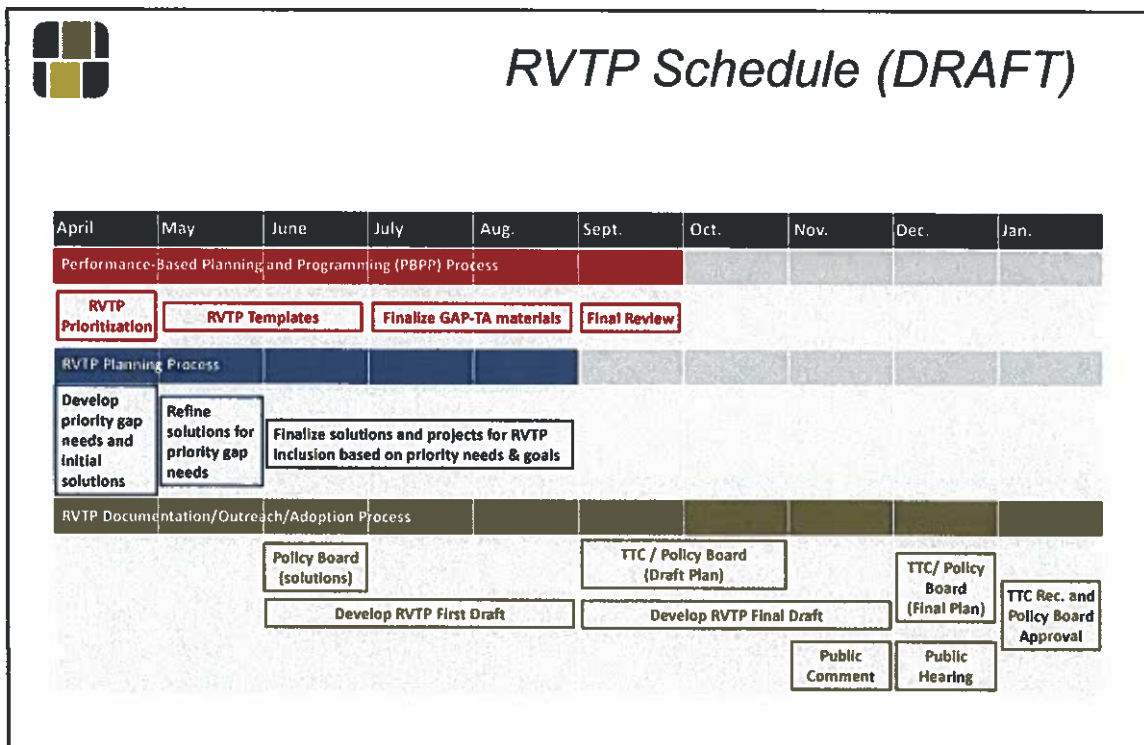 RVTP Schedule (DRAFT)
April May June July Aug. Sept. Oct. Nov. Dec. Jan.
Performance-Based Planning and Programming (PBPP) Process
RVTP
Prioritization
RVTP Templates
Finalize GAP-TA materials
Final Review
RVTP Planning Process
Develop
priority gap
needs and
initial
solutions
Refine
solutions for
priority gap
needs
Finalize solutions and projects for RVTP
Inclusion based on priority needs & goals
RVTP Documentation/Outreach/Adoption Process
Policy Board
(solutions)
TTC / Policy Board
(Draft Plan)
TTC/ Policy
Board
(Final Plan)
Develop RVTP First Draft
Develop RVTP Final Draft
TTC Rec. and
Policy Board
Approval
Public
Comment
Public
Hearing